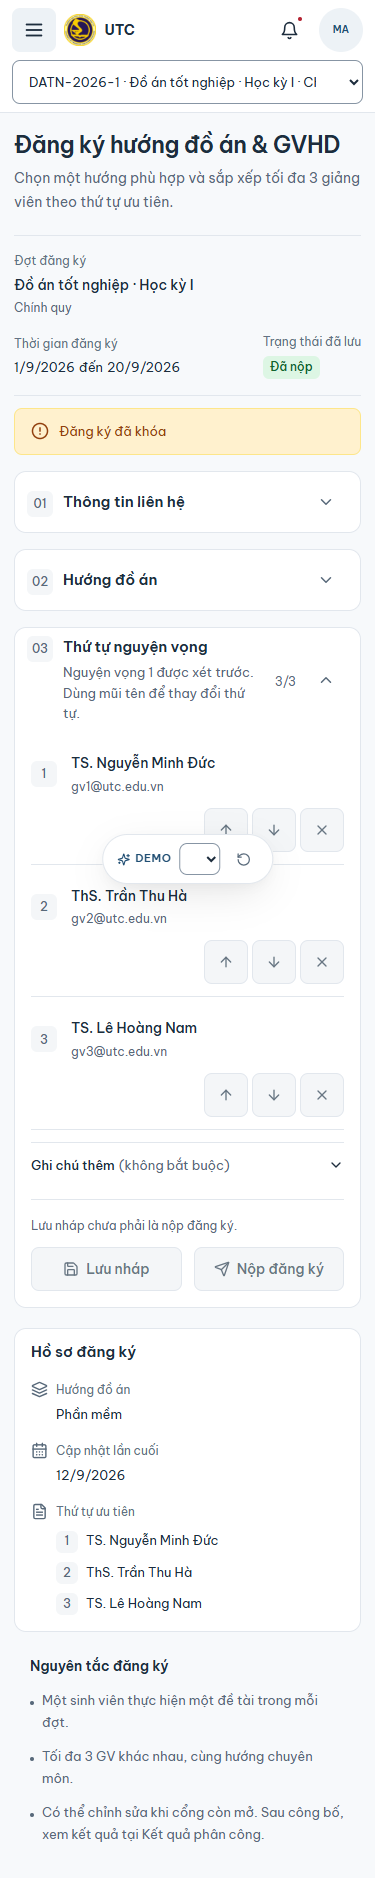 UTC
MA
DATN-2026-1 · Đồ án tốt nghiệp · Học kỳ I · Cl
Đăng ký hướng đồ án & GVHD
Chọn một hướng phù hợp và sắp xếp tối đa 3 giảng
viên theo thứ tự ưu tiên.
Đợt đăng ký
Đồ án tốt nghiệp · Học kỳ I
Chính quy
Thời gian đăng ký
1/9/2026 đến 20/9/2026
Trạng thái đã lưu
Đã nộp
Đăng ký đã khóa
01 Thông tin liên hệ
02 Hướng đồ án
03 Thứ tự nguyện vọng
Nguyện vọng 1 được xét trước.
Dùng mũi tên để thay đổi thứ
tự.
3/3
1 TS. Nguyễn Minh Đức
gv1@utc.edu.vn
DEMO
2 ThS. Trần Thu Hà
gv2@utc.edu.vn
3 TS. Lê Hoàng Nam
gv3@utc.edu.vn
Ghi chú thêm (không bắt buộc)
Lưu nháp chưa phải là nộp đăng ký.
Lưu nháp
Nộp đăng ký
Hồ sơ đăng ký
Hướng đồ án
Phần mềm
Cập nhật lần cuối
12/9/2026
Thứ tự ưu tiên
1 TS. Nguyễn Minh Đức
2 ThS. Trần Thu Hà
3 TS. Lê Hoàng Nam
Nguyên tắc đăng ký
Một sinh viên thực hiện một đề tài trong mỗi
đợt.
Tối đa 3 GV khác nhau, cùng hướng chuyên
môn.
Có thể chỉnh sửa khi cổng còn mở. Sau công bố,
xem kết quả tại Kết quả phân công.